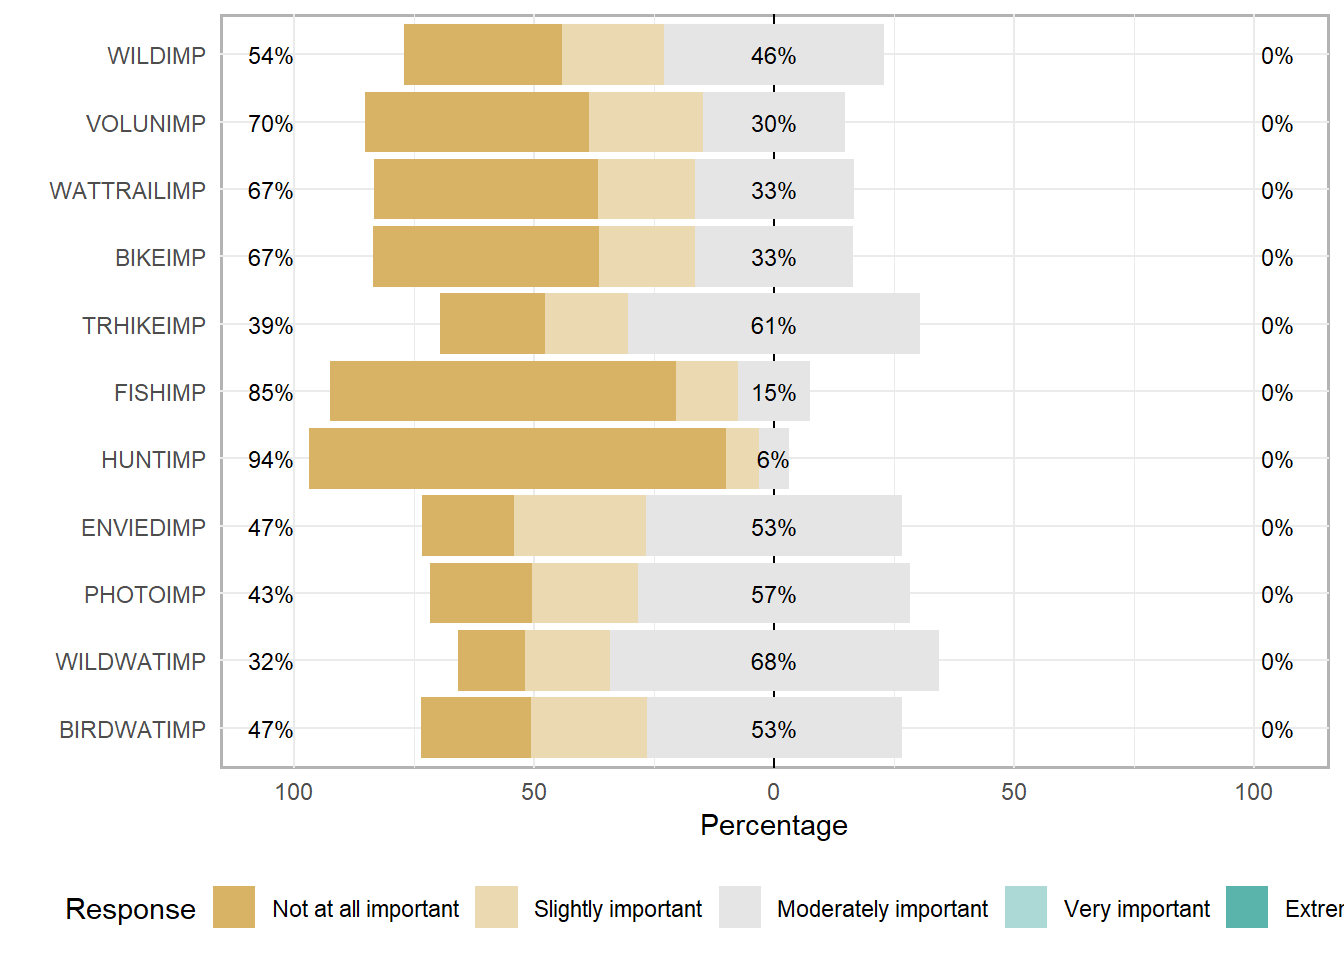 WILDIMP 54% 46% 0%
VOLUNIMP 70% 30% 0%
WATTRAILIMP 67% 33% 0%
BIKEIMP 67% 33% 0%
TRHIKEIMP 39% 61% 0%
FISHIMP 85% 15% 0%
HUNTIMP 94% 6% 0%
ENVIEDIMP 47% 53% 0%
PHOTOIMP 43% 57% 0%
WILDWATIMP 32% 68% 0%
BIRDWATIMP 47% 53% 0%
100 50 0 50 100
Percentage
Response Not at all important Slightly important Moderately important Very important Extrem